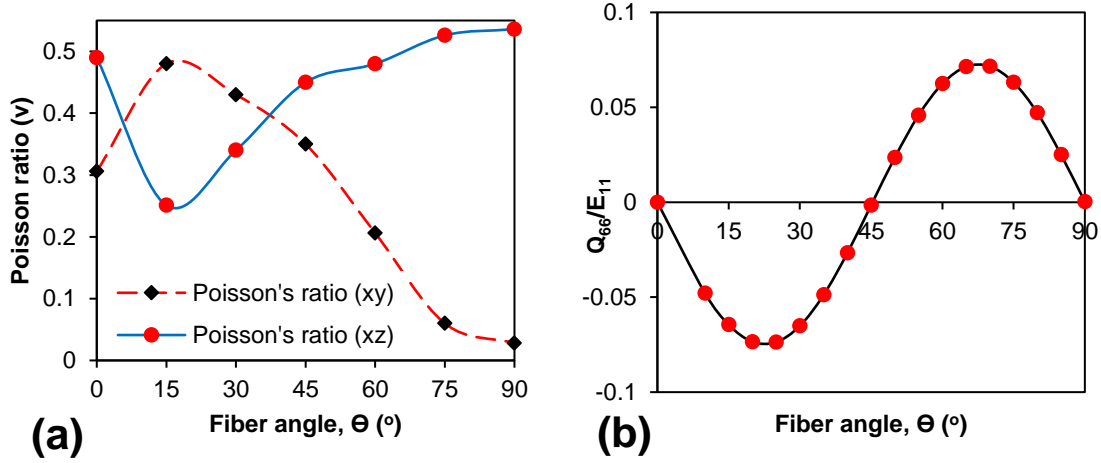 Poisson ratio (v)
0.5
0.4
0.3
0.2
0.1
0
Poisson's ratio (xy)
Poisson's ratio (xz)
0 15 30 45 60 75 90
Fiber angle, Ɵ (º)
(a)
Q66/E11
0.1
0.05
0
-0.05
-0.1
0 15 30 45 60 75 90
Fiber angle, Ɵ (º)
(b)